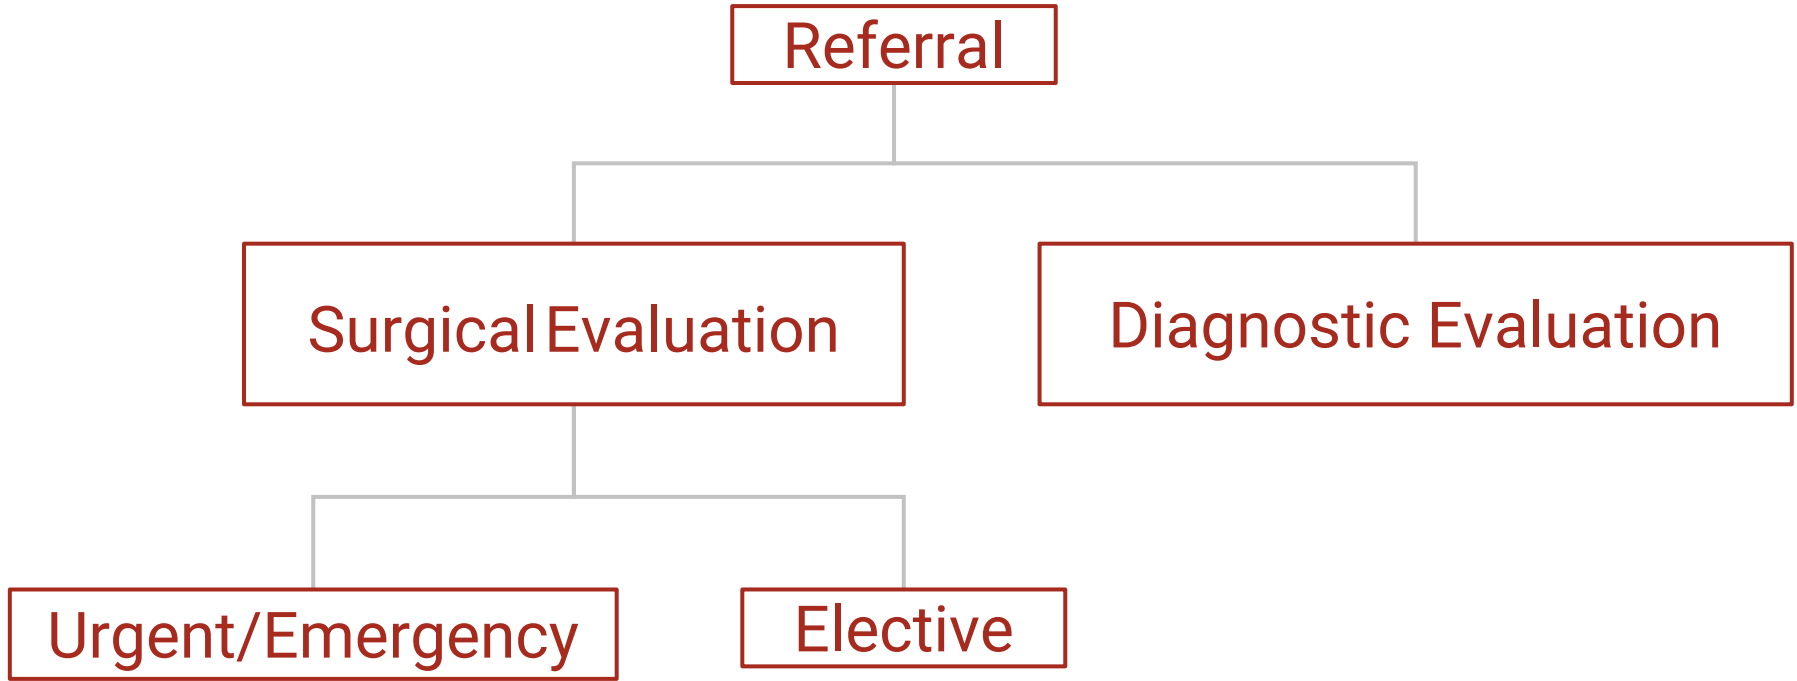 Referral
Surgical Evaluation
Diagnostic Evaluation
Urgent/Emergency
Elective